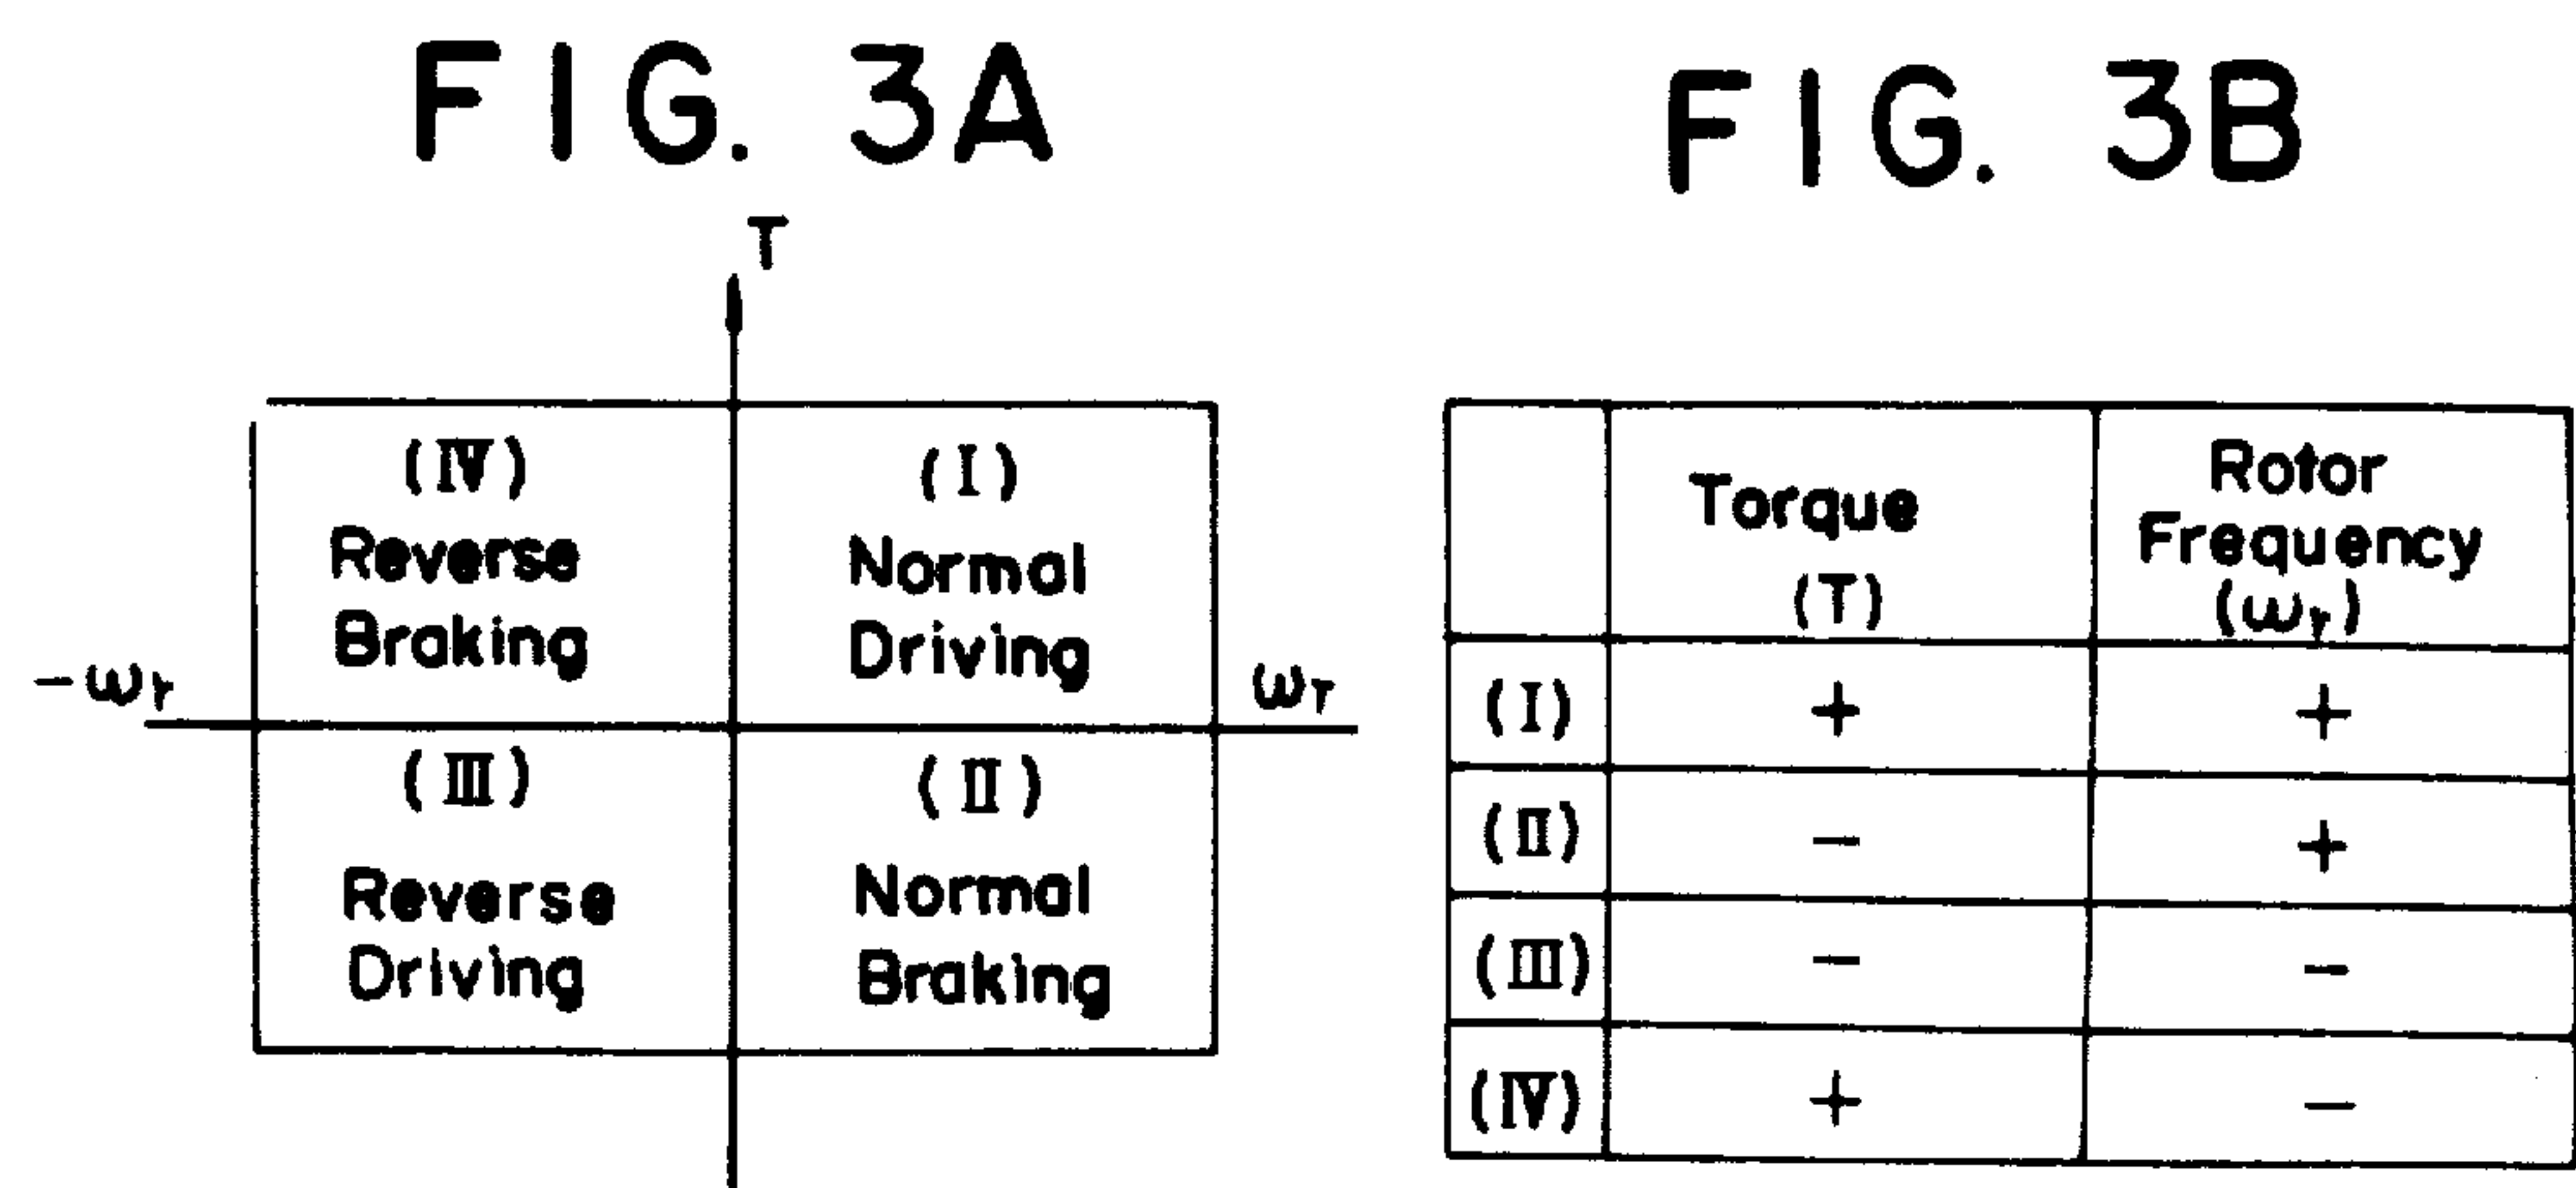 FIG. 3A
T
(IV)
Reverse
Braking
(I)
Normal
Driving
-ωr
ωr
(III)
Reverse
Driving
(II)
Normal
Braking
FIG. 3B
Torque
(T)
Rotor
Frequency
(ωr)
(I) + +
(II) - +
(III) - -
(IV) + -